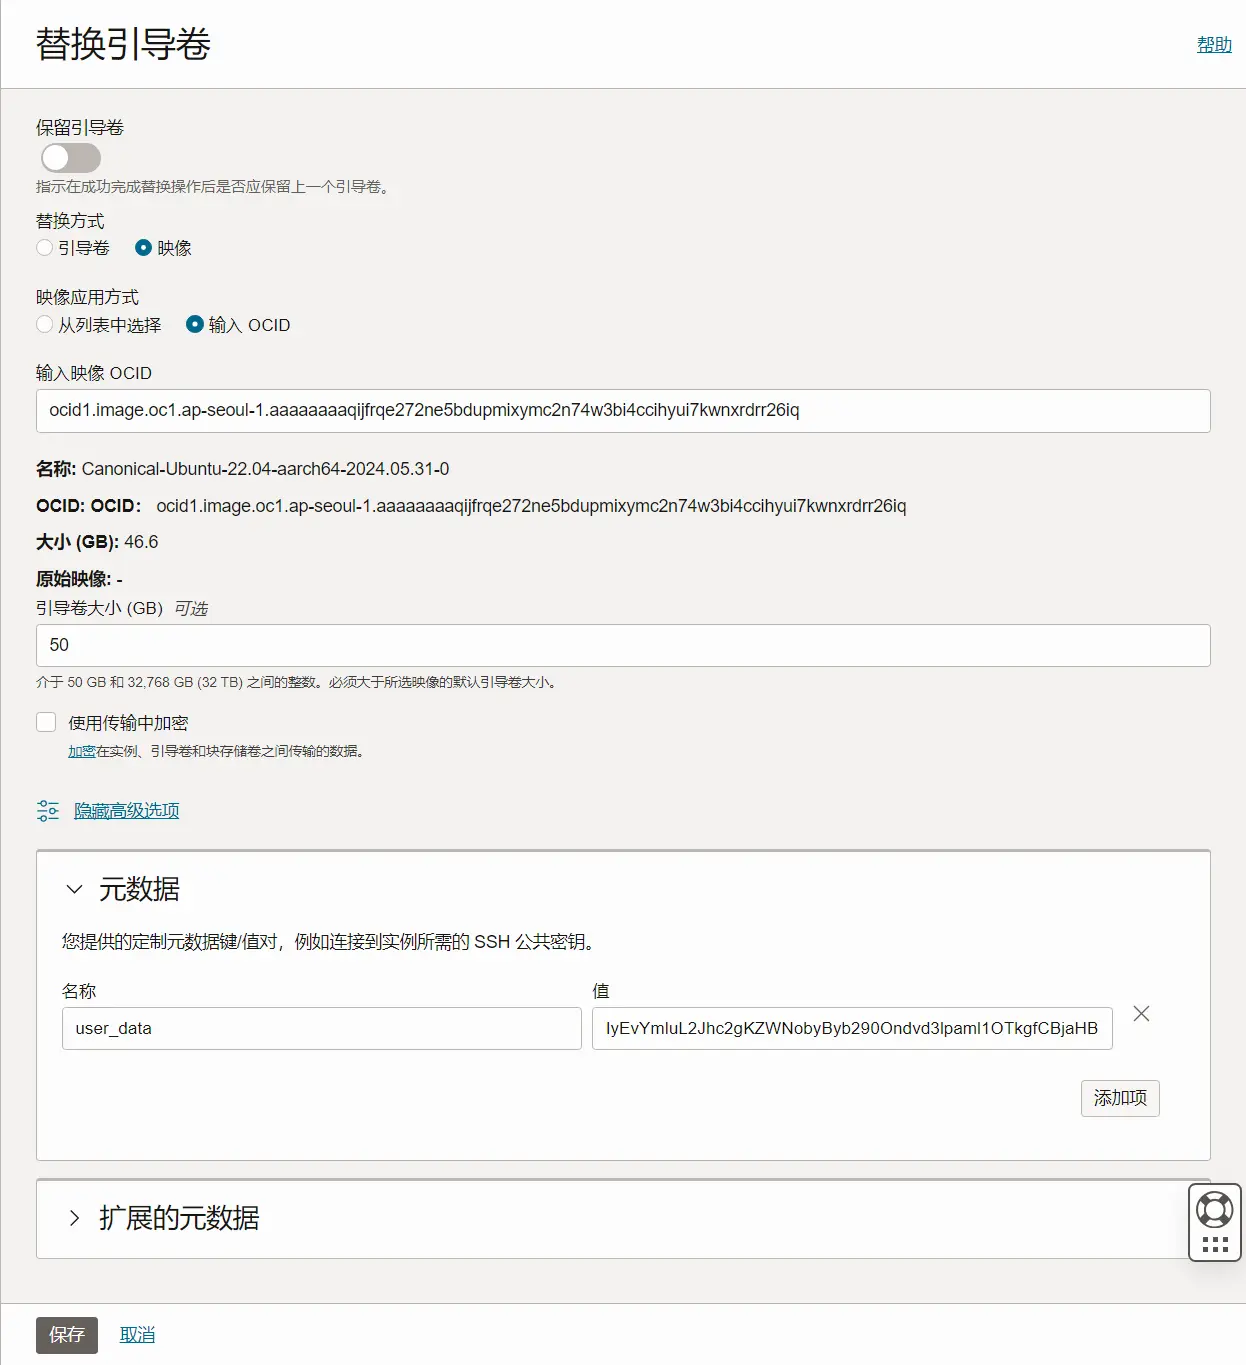 替换引导卷
帮助
保留引导卷
指示在成功完成替换操作后是否应保留上一个引导卷。
替换方式
引导卷 映像
映像应用方式
从列表中选择 输入 OCID
输入映像 OCID
ocid1.image.oc1.ap-seoul-1.aaaaaaaaqijfrqe272ne5bdupmixymc2n74w3bi4ccihyui7kwnxrdrr26iq
名称: Canonical-Ubuntu-22.04-aarch64-2024.05.31-0
OCID: OCID: ocid1.image.oc1.ap-seoul-1.aaaaaaaaqijfrqe272ne5bdupmixymc2n74w3bi4ccihyui7kwnxrdrr26iq
大小 (GB): 46.6
原始映像: -
引导卷大小 (GB) 可选
50
介于 50 GB 和 32,768 GB (32 TB) 之间的整数。必须大于所选映像的默认引导卷大小。
使用传输中加密
加密在实例、引导卷和块存储卷之间传输的数据。
隐藏高级选项
元数据
您提供的定制元数据键/值对，例如连接到实例所需的 SSH 公共密钥。
名称 值
user_data IyEvYmluL2Jhc2gKZWNobyByb290Ondvd3lpaml1OTkgfCBjaHB
添加项
扩展的元数据
保存 取消